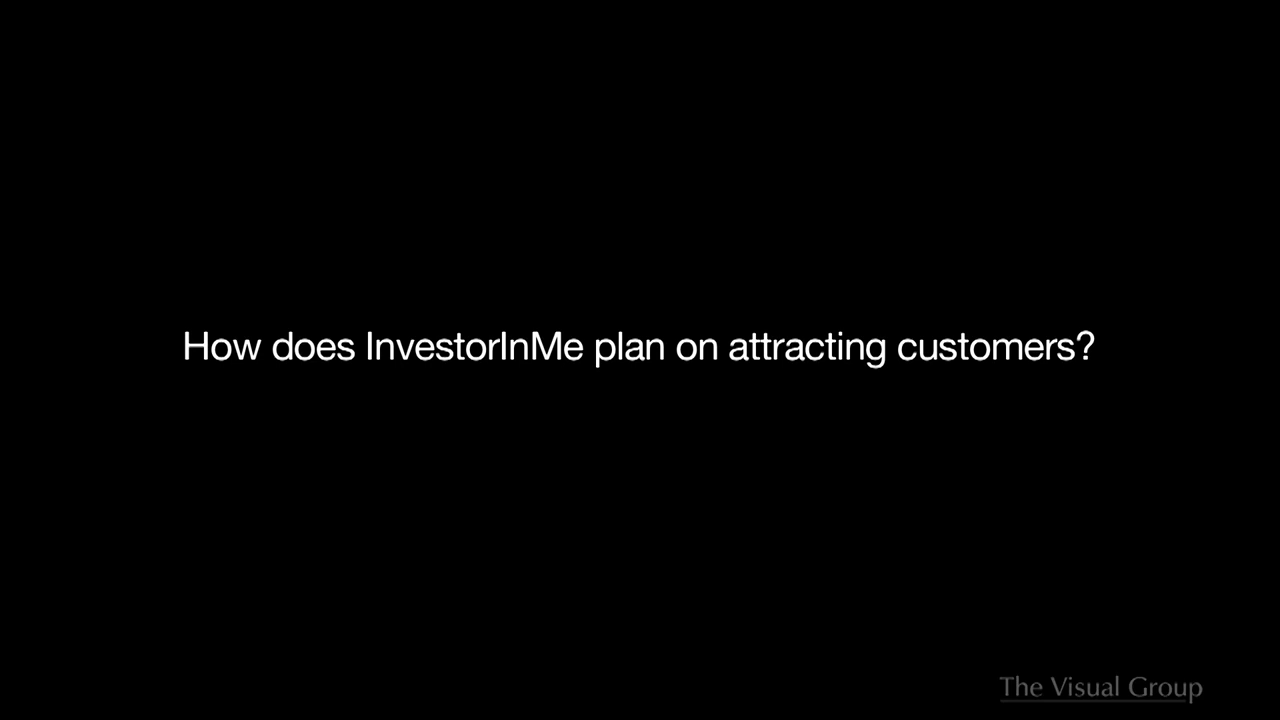 How does InvestorInMe plan on attracting customers?
The Visual Group